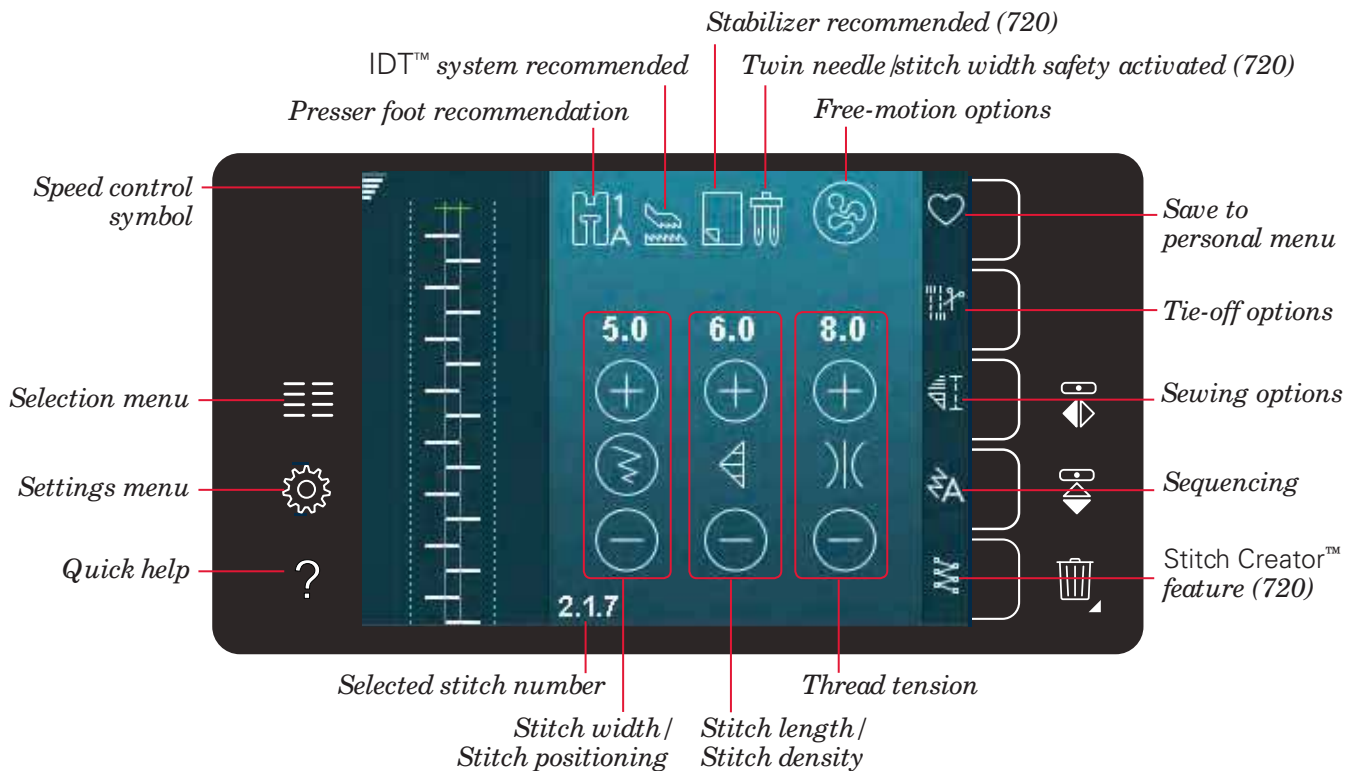 Stabilizer recommended (720)
IDT™ system recommended
Twin needle/stitch width safety activated (720)
Presser foot recommendation
Free-motion options
Speed control
symbol
1
A
Save to
personal menu
Tie-off options
5.0
6.0
8.0
Selection menu
Sewing options
Settings menu
A
Sequencing
Quick help
?
Stitch Creator™
feature (720)
2.1.7
Selected stitch number
Thread tension
Stitch width/
Stitch positioning
Stitch length/
Stitch density